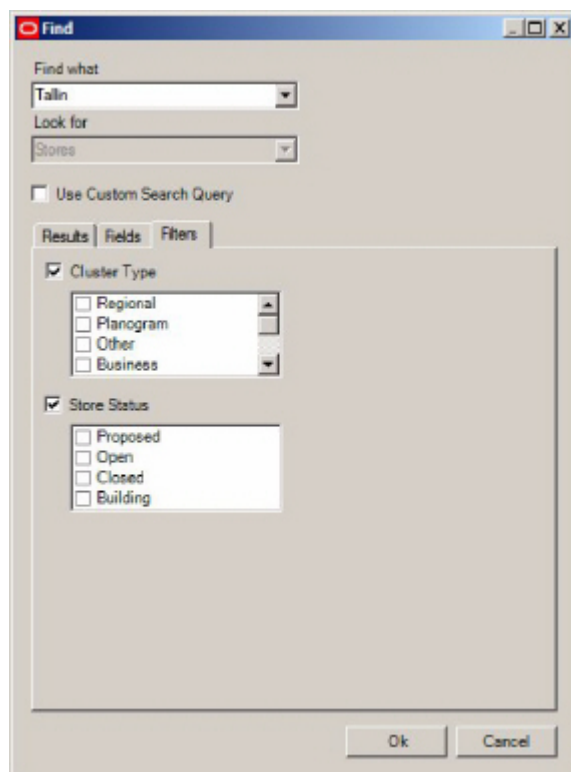 Find
Find what
Tallin
Look for
Stores
Use Custom Search Query
Results Fields Filters
Cluster Type
Regional
Planogram
Other
Business
Store Status
Proposed
Open
Closed
Building
Ok Cancel